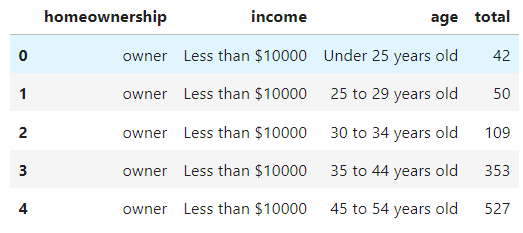 homeownership income age total
0 owner Less than $10000 Under 25 years old 42
1 owner Less than $10000 25 to 29 years old 50
2 owner Less than $10000 30 to 34 years old 109
3 owner Less than $10000 35 to 44 years old 353
4 owner Less than $10000 45 to 54 years old 527